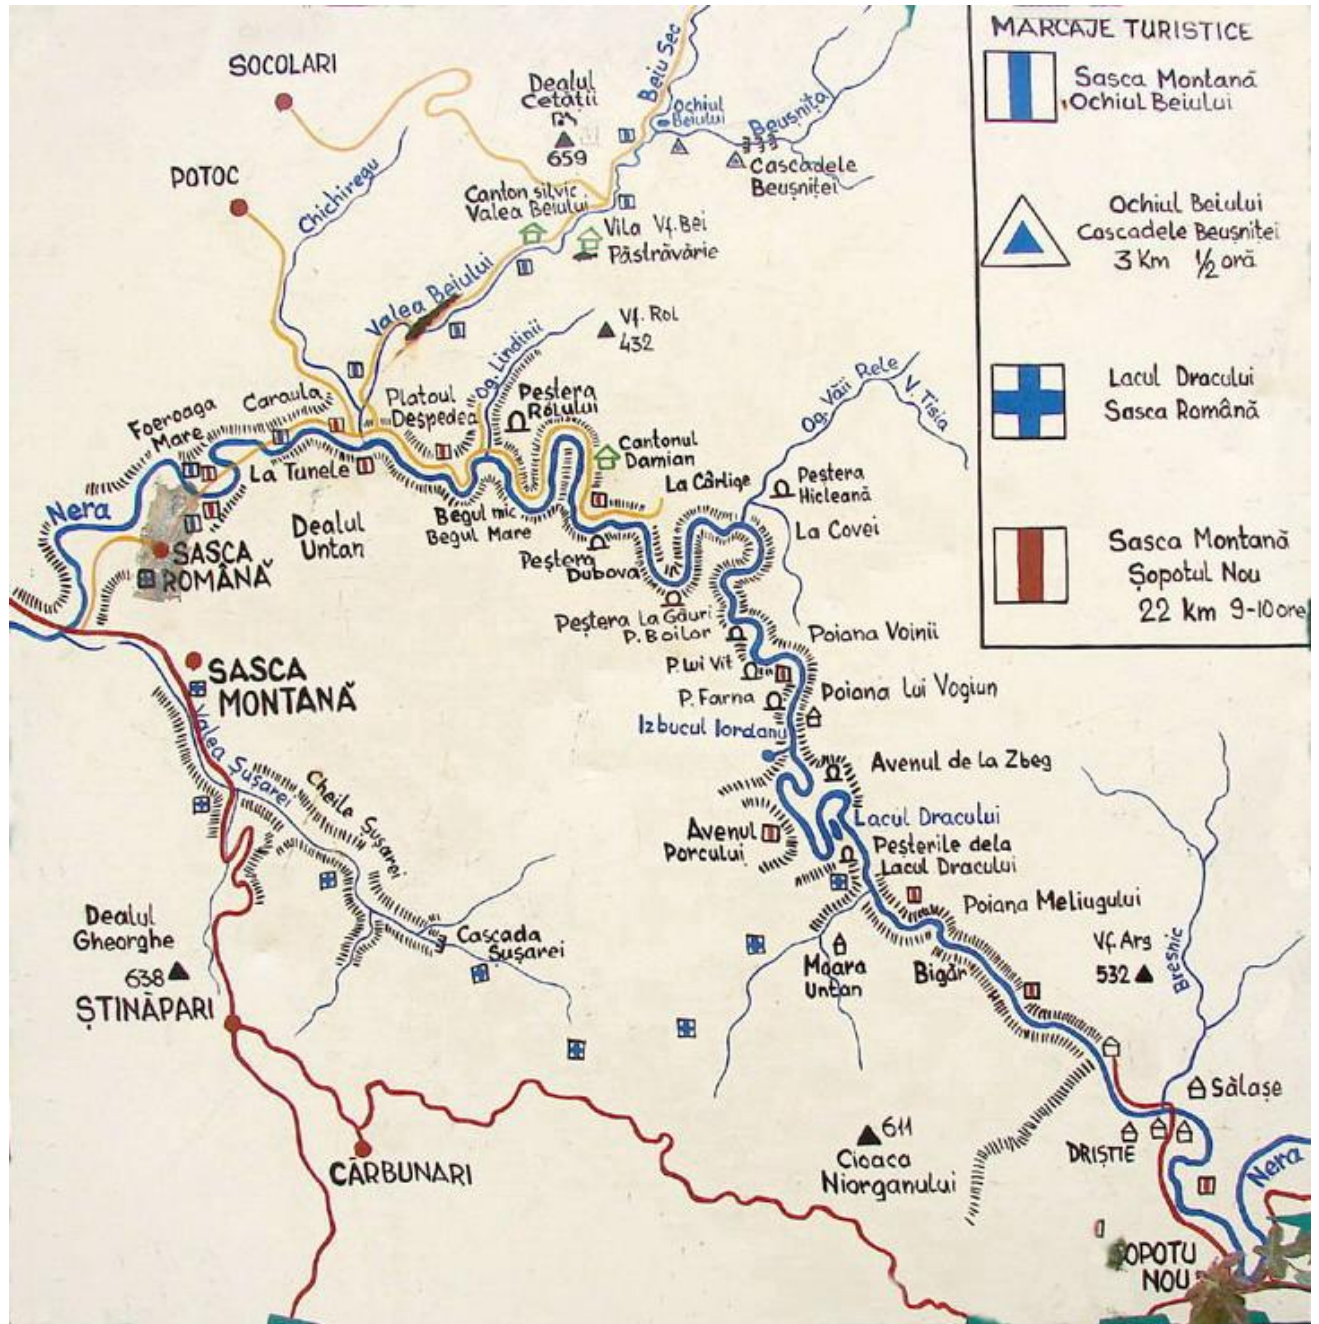 MARCAJE TURISTICE
Sasca Montană
Ochiul Beiului
Ochiul Beiului
Cascadele Beușniței
3 Km ½ oră
Lacul Dracului
Sasca Română
Sasca Montană
Șopotul Nou
22 km 9-10 ore
SOCOLARI
POTOC
Chichiregu
Dealul
Cetății
659
Beiu Sec
Ochiul
Beiului
Beușnița
Cascadele
Beușniței
Canton silvic
Valea Beiului
Vila Vf. Bei
Păstrăvărie
Valea Beiului
Og. Lindinii
Vf. Rol
432
Foeroaga
Mare
Caraula
Platoul
Despedea
Peștera
Rolului
Cantonul
Damian
La Cârlige
Og. Văii Rele
V. Tisia
Peștera
Hicleană
La Covei
Nera
La Tunele
Dealul
Untan
Begul mic
Begul Mare
Peștera
Dubova
SASCA
ROMÂNĂ
Peștera la Găuri
P. Boilor
P. lui Vit
P. Farna
Izbucul Iordanu
Poiana Voinii
Poiana lui Vogiun
SASCA
MONTANĂ
Valea Șușarei
Cheile Șușarei
Avenul de la Zbeg
Lacul Dracului
Avenul
Porcului
Peșterile dela
Lacul Dracului
Poiana Meliugului
Dealul
Gheorghe
638
ȘTINĂPARI
Cascada
Șușarei
Moara
Untan
Bigăr
Vf. Arg
532
Bresnic
Sălașe
DRIȘTIE
CĂRBUNARI
611
Cioaca
Niorganului
Nera
OPOTU
NOU